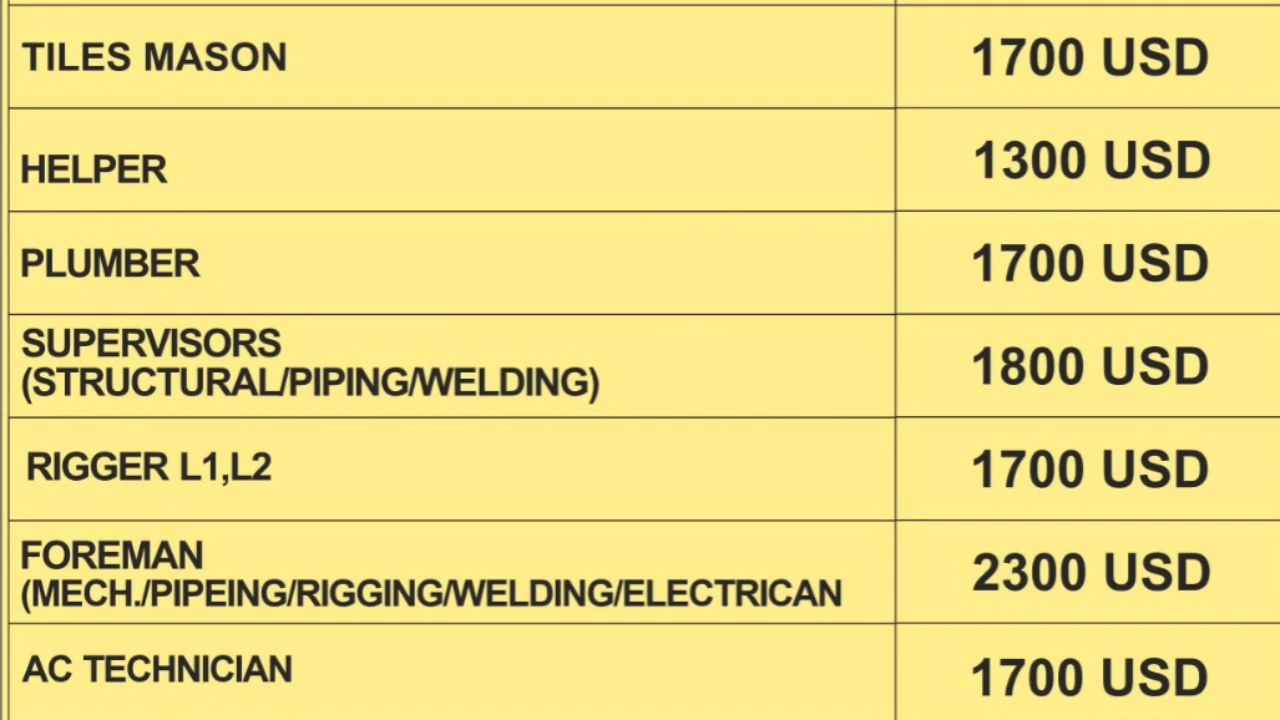 TILES MASON 1700 USD
HELPER 1300 USD
PLUMBER 1700 USD
SUPERVISORS
(STRUCTURAL/PIPING/WELDING) 1800 USD
RIGGER L1,L2 1700 USD
FOREMAN
(MECH./PIPEING/RIGGING/WELDING/ELECTRICAN 2300 USD
AC TECHNICIAN 1700 USD